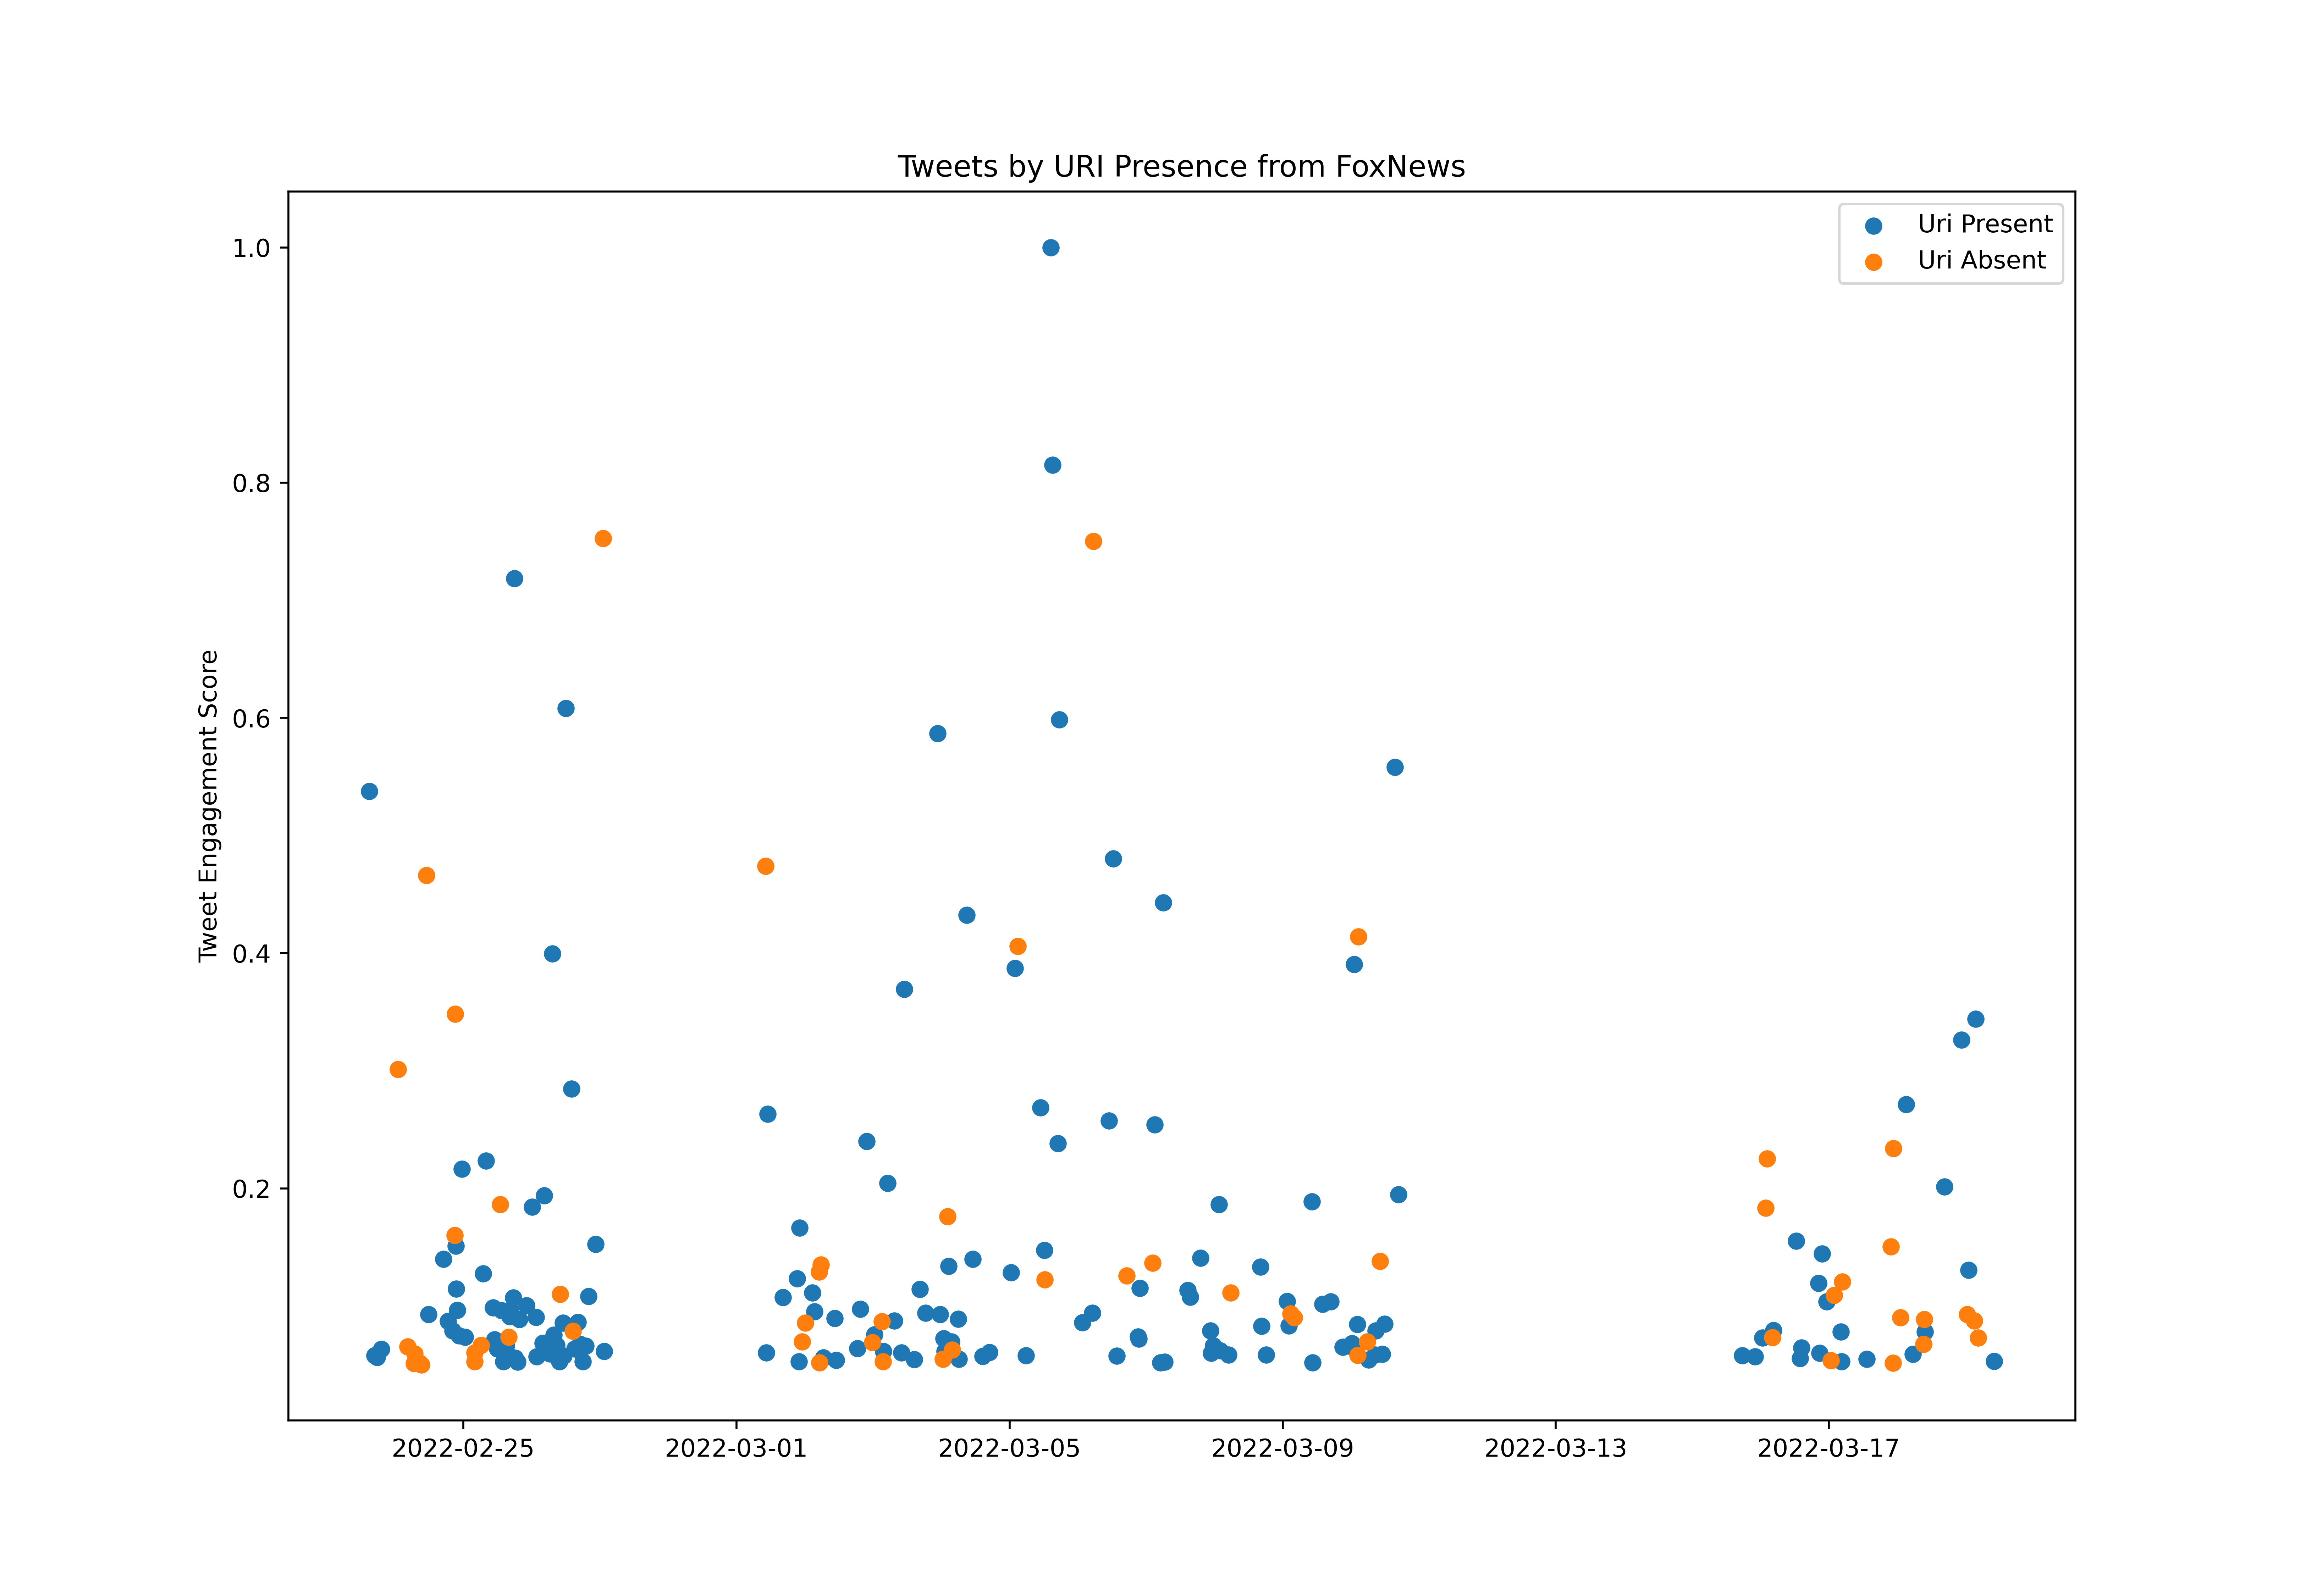 Tweets by URI Presence from FoxNews
Uri Present
Uri Absent
Tweet Engagement Score
1.0
0.8
0.6
0.4
0.2
2022-02-25
2022-03-01
2022-03-05
2022-03-09
2022-03-13
2022-03-17